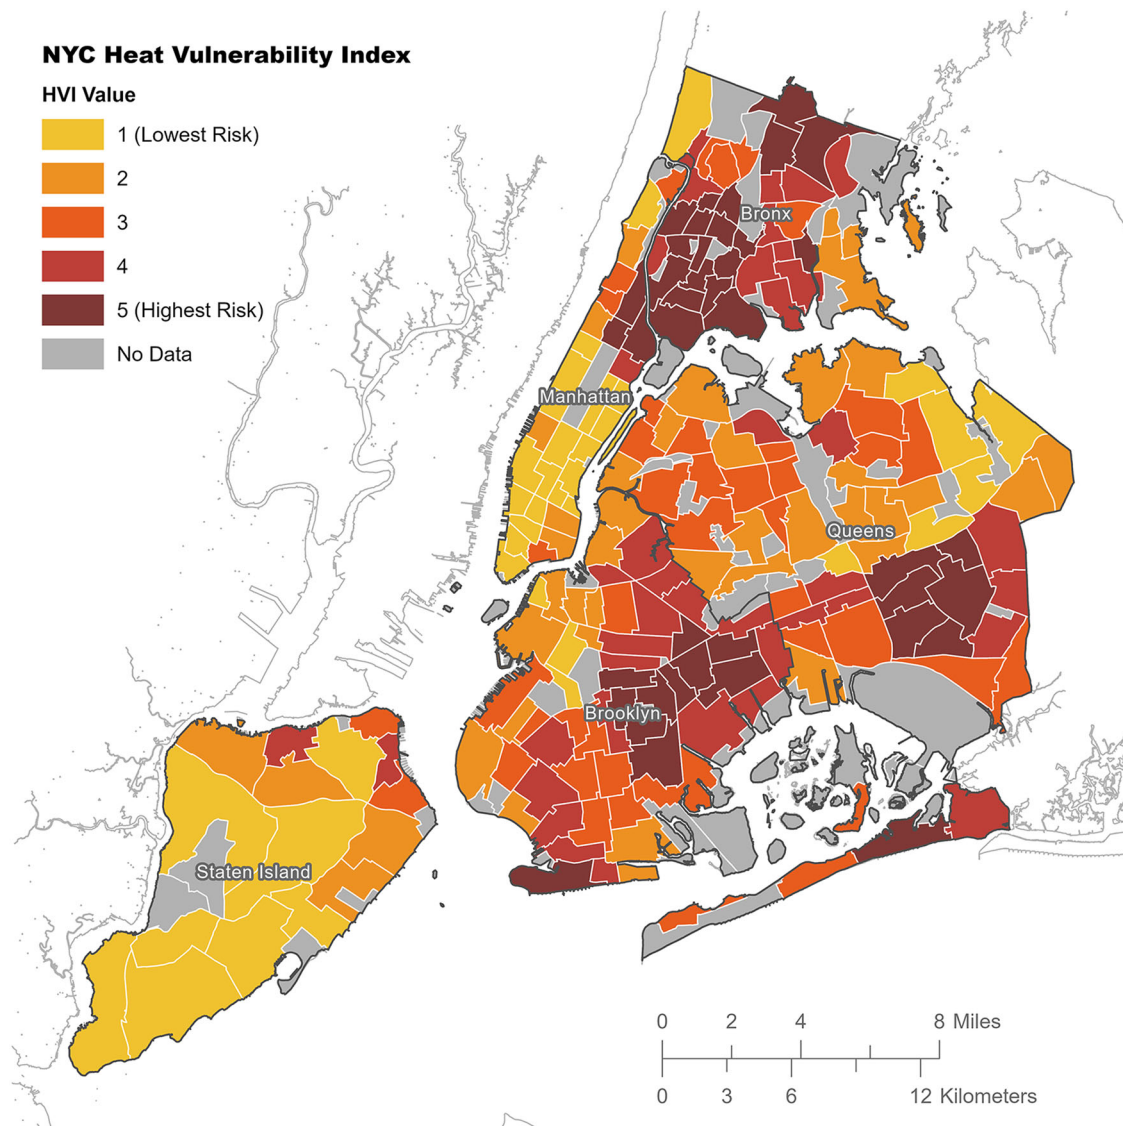 NYC Heat Vulnerability Index
HVI Value
1 (Lowest Risk)
2
3
4
5 (Highest Risk)
No Data
Bronx
Manhattan
Queens
Brooklyn
Staten Island
0 2 4 8 Miles
0 3 6 12 Kilometers